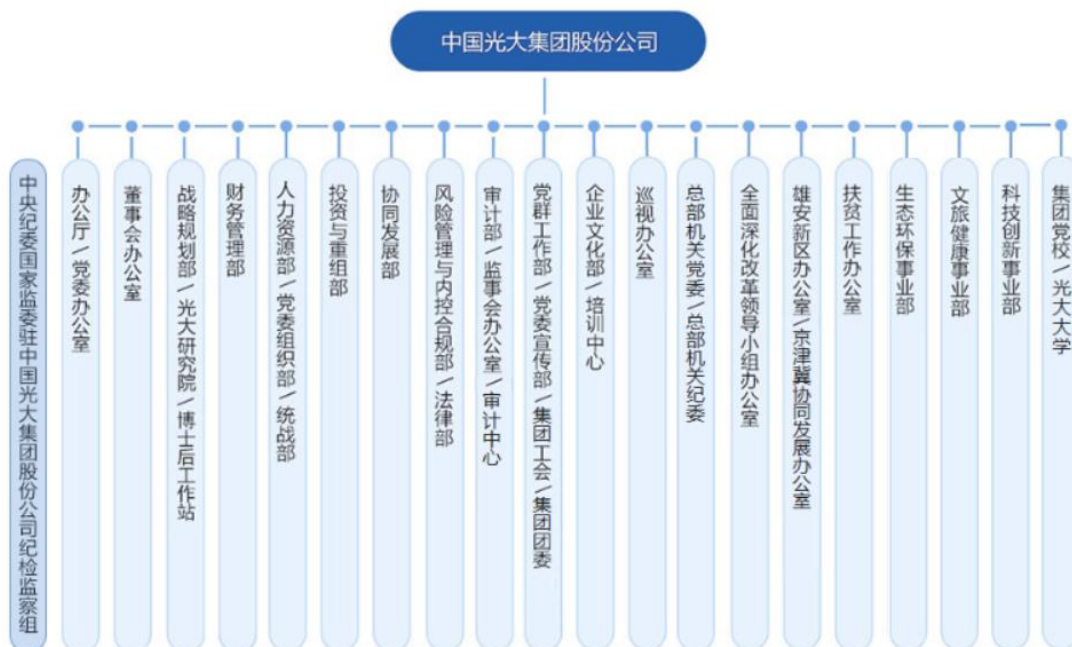 中国光大集团股份公司
中央纪委国家监委驻中国光大集团股份公司纪检监察组
办公厅/党委办公室
董事会办公室
战略规划部/光大研究院/博士后工作站
财务管理部
人力资源部/党委组织部/统战部
投资与重组部
协同发展部
风险管理与内控合规部/法律部
审计部/监事会办公室/审计中心
党群工作部/党委宣传部/集团工会/集团团委
企业文化部/培训中心
巡视办公室
总部机关党委/总部机关纪委
全面深化改革领导小组办公室
雄安新区办公室/京津冀协同发展办公室
扶贫工作办公室
生态环保事业部
文旅健康事业部
科技创新事业部
集团党校/光大大学